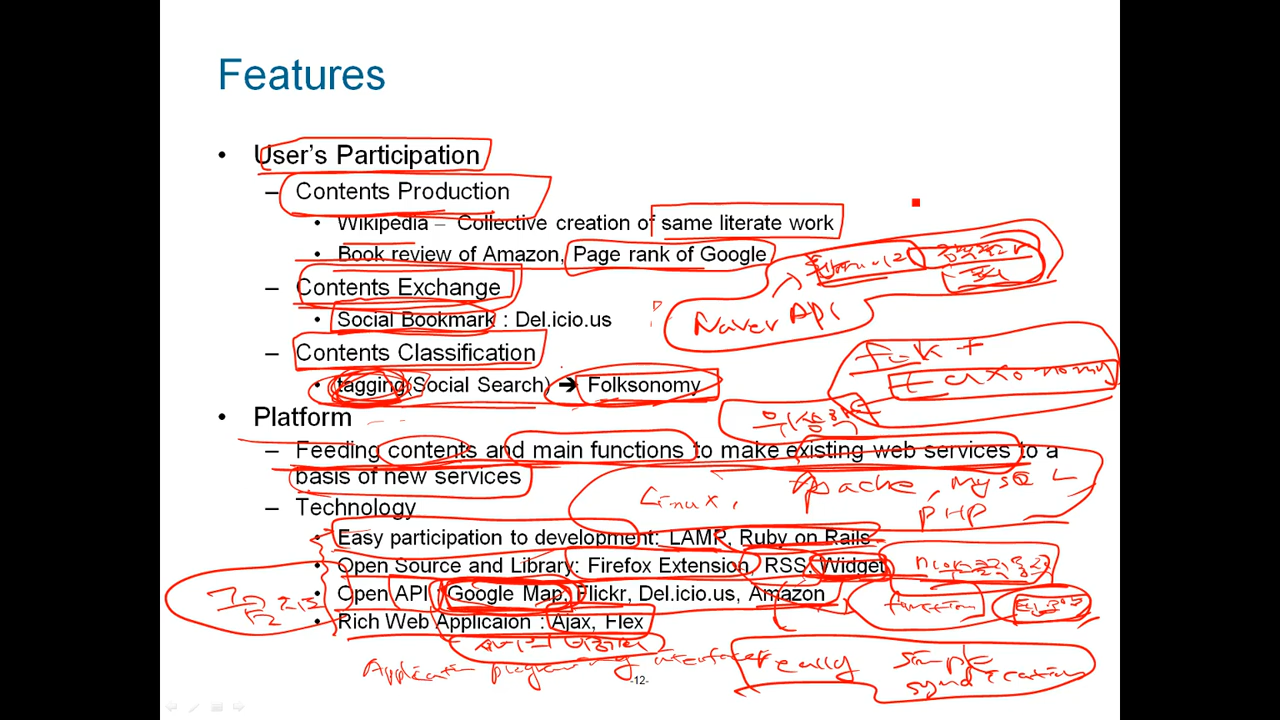 Features
• User's Participation
– Contents Production
• Wikipedia – Collective creation of same literate work
• Book review of Amazon, Page rank of Google
– Contents Exchange
• Social Bookmark : Del.icio.us
Naver API
– Contents Classification
• tagging(Social Search) ➔ Folksonomy
• Platform
– Feeding contents and main functions to make existing web services to a
basis of new services
Linux, Apache, MySQL
PHP
– Technology
• Easy participation to development: LAMP, Ruby on Rails
• Open Source and Library: Firefox Extension, RSS, Widget
• Open API : Google Map, Flickr, Del.icio.us, Amazon
function
• Rich Web Applicaion : Ajax, Flex
Application programming interface
really simple
syndication
-12-